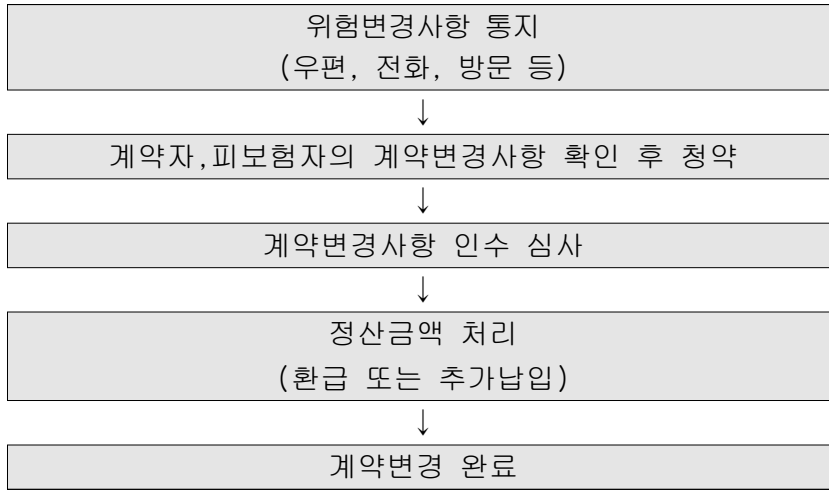 위험변경사항 통지
(우편, 전화, 방문 등)
↓
계약자,피보험자의 계약변경사항 확인 후 청약
↓
계약변경사항 인수 심사
↓
정산금액 처리
(환급 또는 추가납입)
↓
계약변경 완료